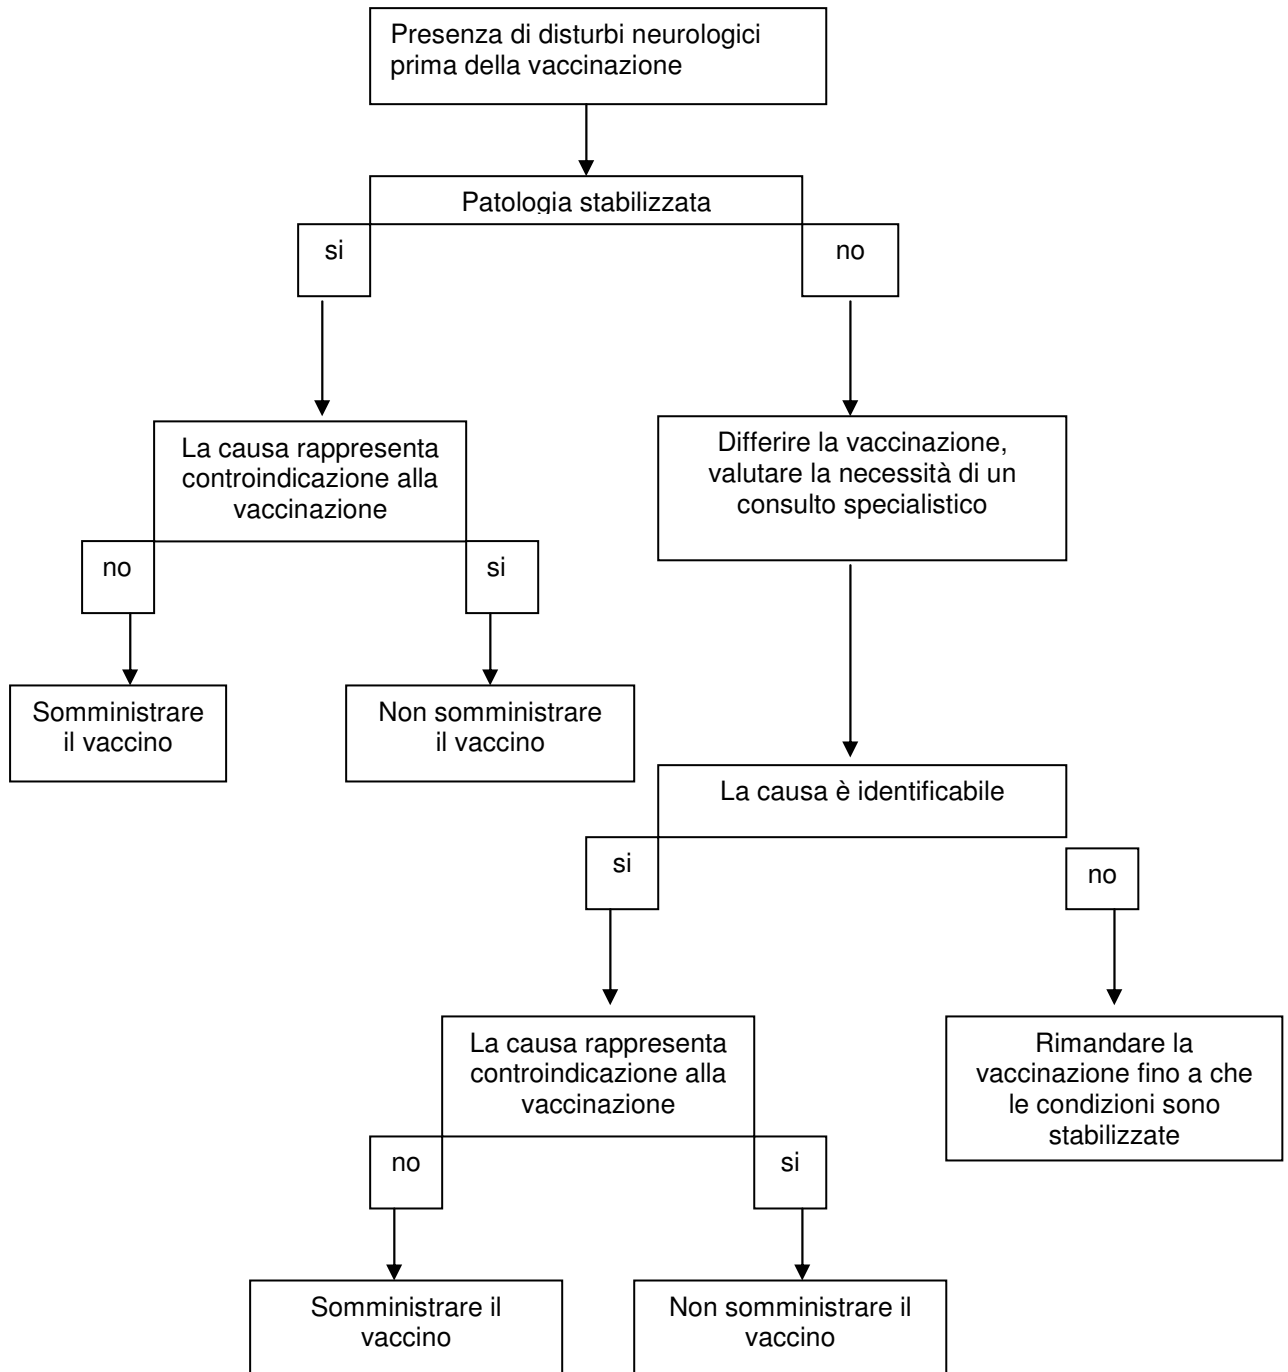 Presenza di disturbi neurologici
prima della vaccinazione
Patologia stabilizzata
si
no
La causa rappresenta
controindicazione alla
vaccinazione
Differire la vaccinazione,
valutare la necessità di un
consulto specialistico
no
si
Somministrare
il vaccino
Non somministrare
il vaccino
La causa è identificabile
si
no
La causa rappresenta
controindicazione alla
vaccinazione
Rimandare la
vaccinazione fino a che
le condizioni sono
stabilizzate
no
si
Somministrare il
vaccino
Non somministrare il
vaccino